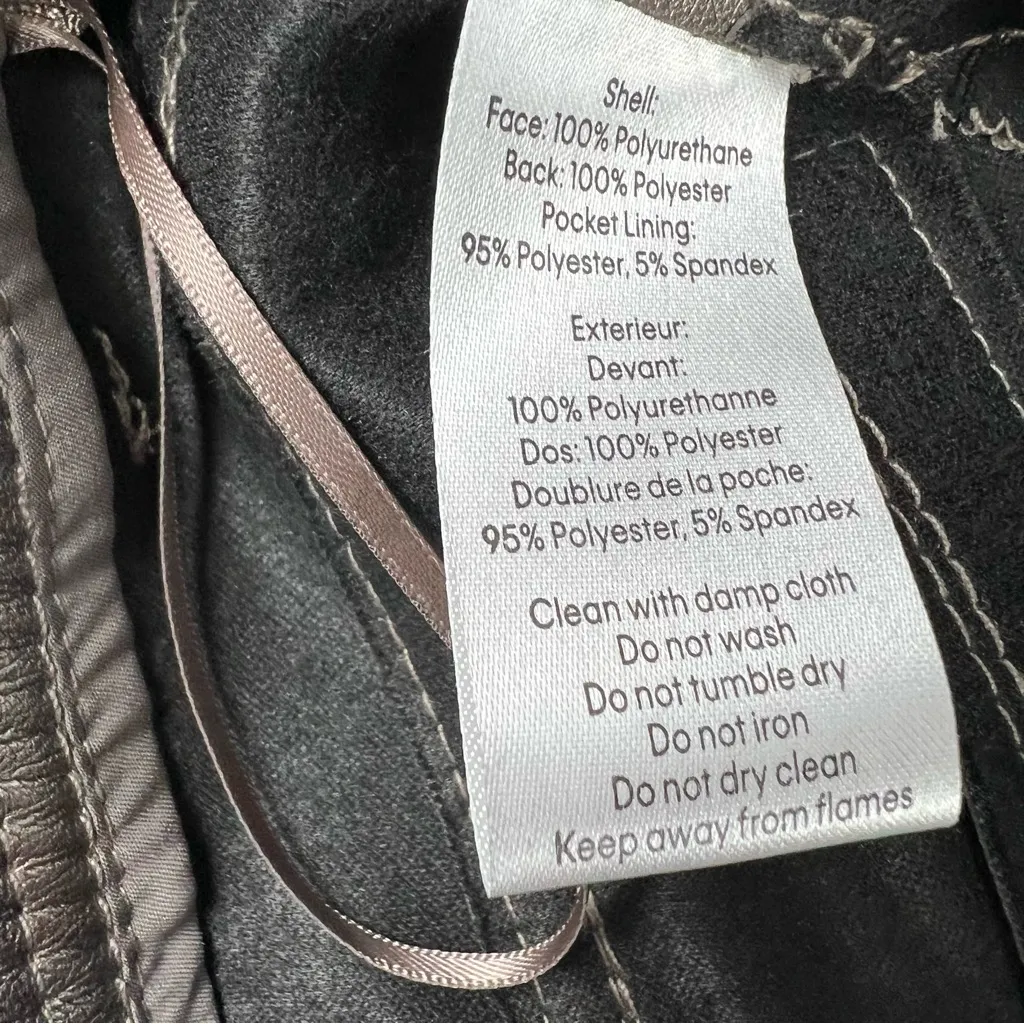 Shell:
Face: 100% Polyurethane
Back: 100% Polyester
Pocket Lining:
95% Polyester, 5% Spandex
Exterieur:
Devant:
100% Polyurethanne
Dos: 100% Polyester
Doublure de la poche:
95% Polyester, 5% Spandex
Clean with damp cloth
Do not wash
Do not tumble dry
Do not iron
Do not dry clean
Keep away from flames